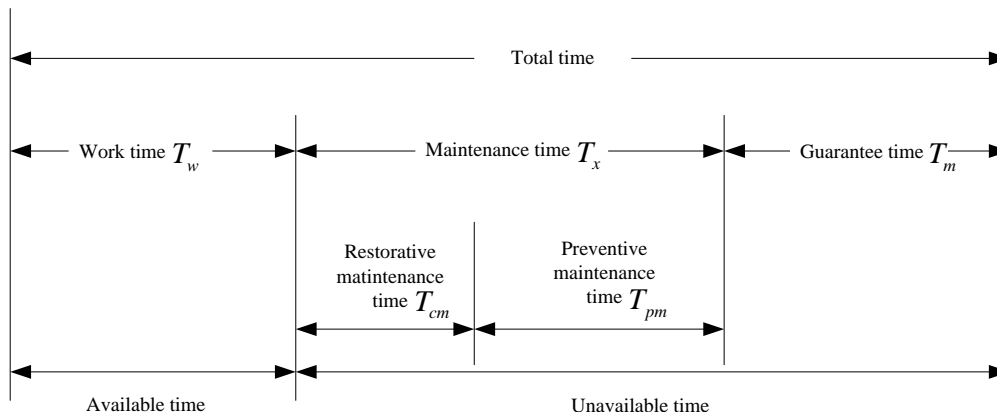 Total time
Work time T_w
Maintenance time T_x
Guarantee time T_m
Restorative
matintenance
time T_cm
Preventive
maintenance
time T_pm
Available time
Unavailable time